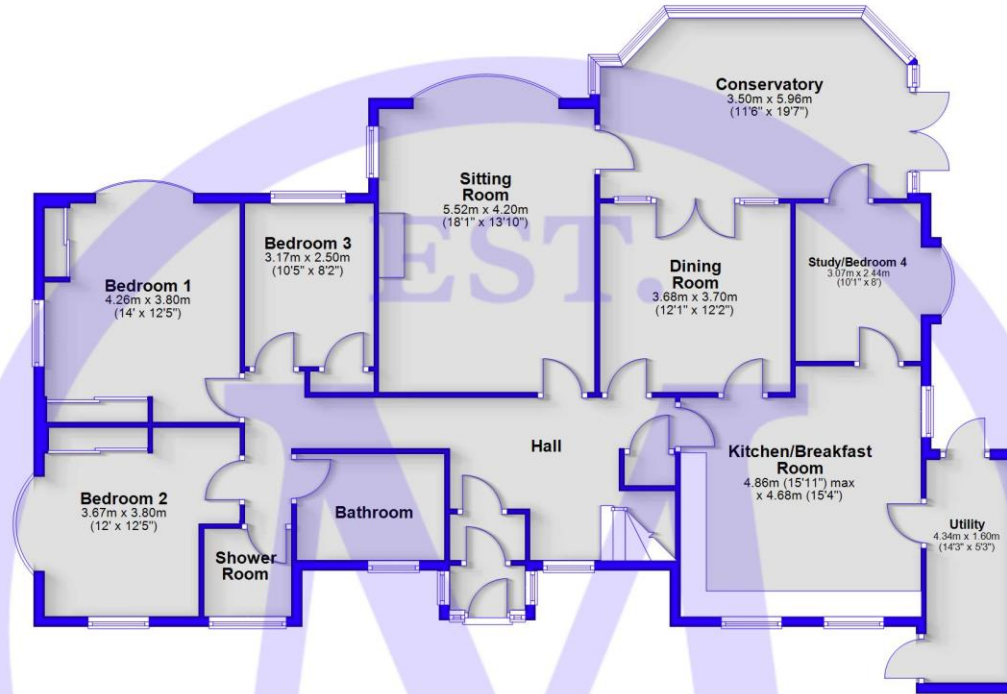 Conservatory
3.50m x 5.96m
(11'6" x 19'7")
Sitting
Room
5.52m x 4.20m
(18'1" x 13'10")
Bedroom 3
3.17m x 2.50m
(10'5" x 8'2")
Bedroom 1
4.26m x 3.80m
(14' x 12'5")
EST.
Dining
Room
3.68m x 3.70m
(12'1" x 12'2")
Study/Bedroom 4
3.07m x 2.44m
(10'1" x 8')
Hall
Kitchen/Breakfast
Room
4.86m (15'11") max
x 4.68m (15'4")
Bedroom 2
3.67m x 3.80m
(12' x 12'5")
Bathroom
Shower
Room
Utility
4.34m x 1.60m
(14'3" x 5'3")
M